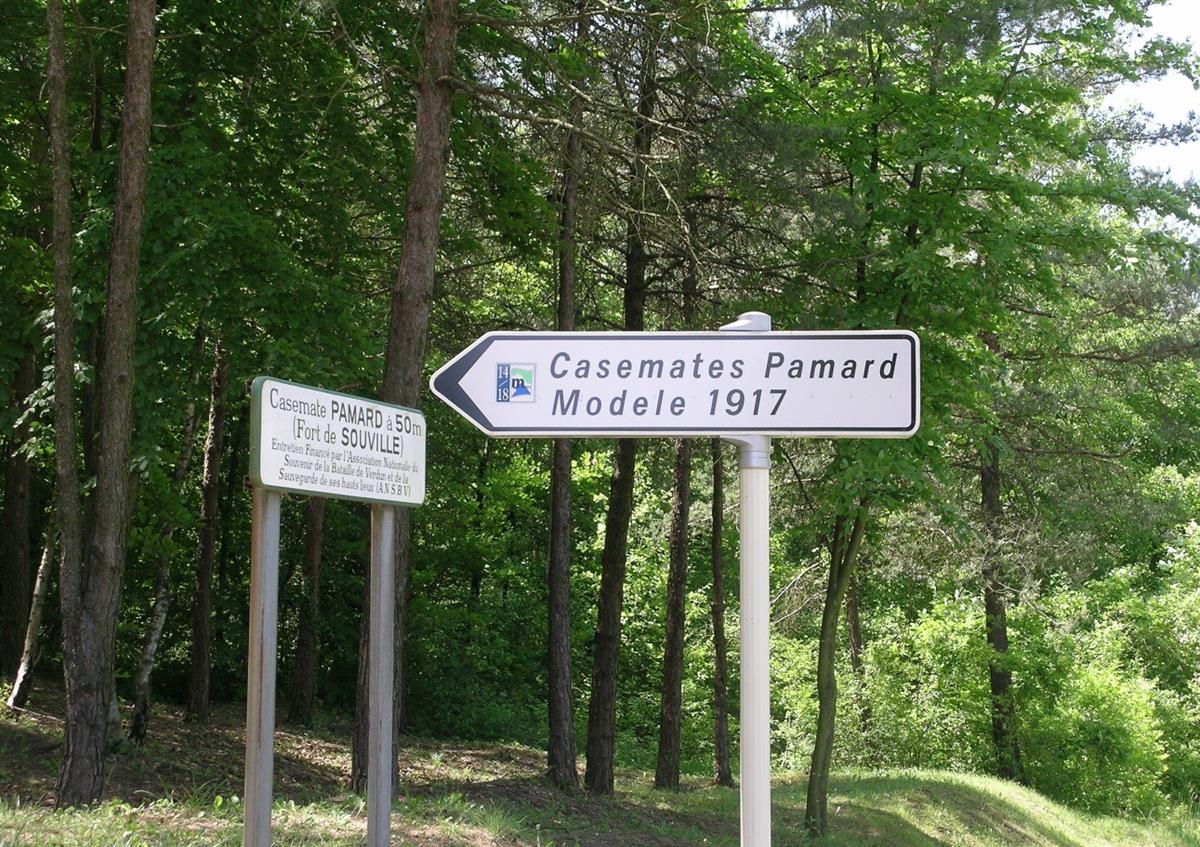 Casemate PAMARD à 50m
(Fort de SOUVILLE)
Entretien Financé par l'Association Nationale du
Souvenir de la Bataille de Verdun et de la
Sauvegarde de ses hauts lieux (ANSBV)
14
18
m
Casemates Pamard
Modele 1917